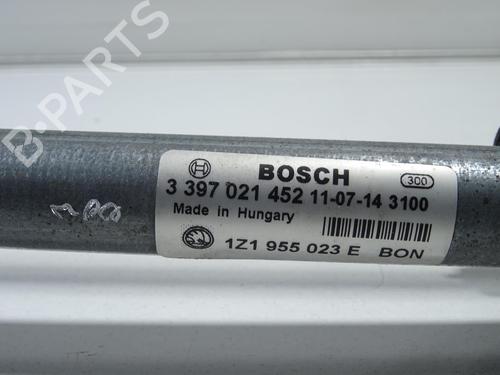 B-PARTS
BOSCH
300
3 397 021 452 11-07-14 3100
Made in Hungary
1Z1 955 023 E BON